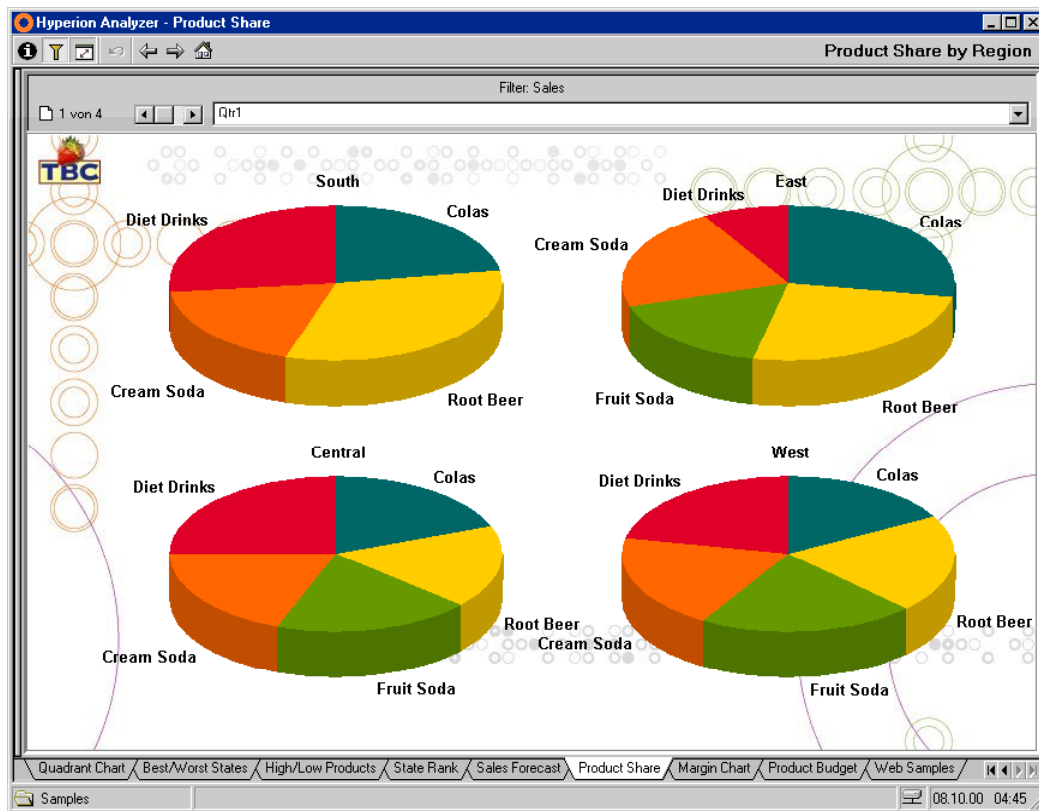 Hyperion Analyzer - Product Share
Product Share by Region
Filter: Sales
1 von 4
Qtr1
TBC
South
Diet Drinks
Colas
Cream Soda
Root Beer
East
Diet Drinks
Colas
Cream Soda
Fruit Soda
Root Beer
Central
Diet Drinks
Colas
Root Beer
Cream Soda
Fruit Soda
West
Diet Drinks
Colas
Root Beer
Cream Soda
Fruit Soda
Quadrant Chart Best/Worst States High/Low Products State Rank Sales Forecast Product Share Margin Chart Product Budget Web Samples
Samples
08.10.00 04:45